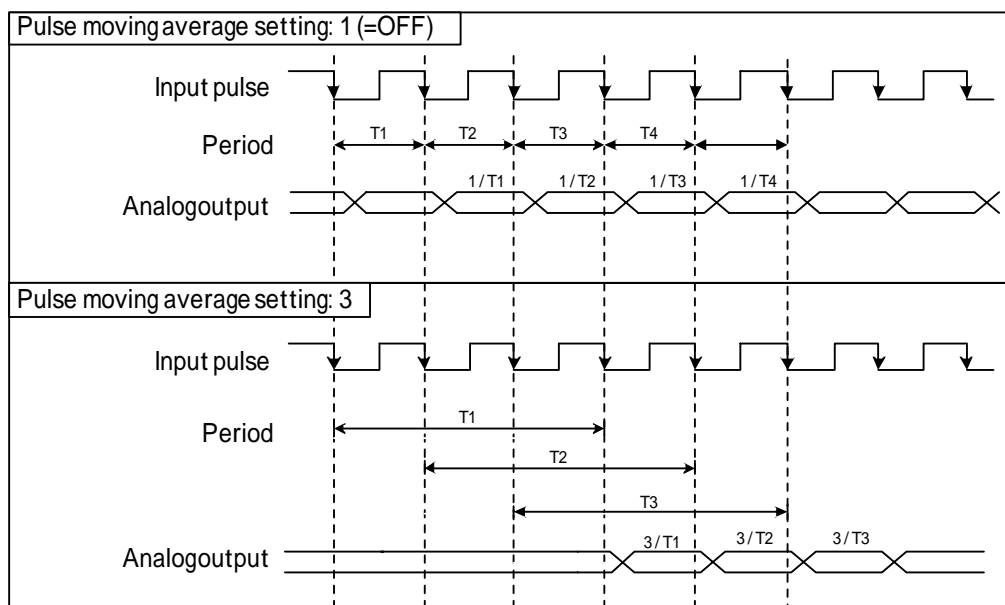 Pulse moving average setting: 1 (=OFF)
Input pulse
Period
T1 T2 T3 T4
Analogoutput
1/T1 1/T2 1/T3 1/T4
Pulse moving average setting: 3
Input pulse
Period
T1
T2
T3
Analogoutput
3/T1 3/T2 3/T3